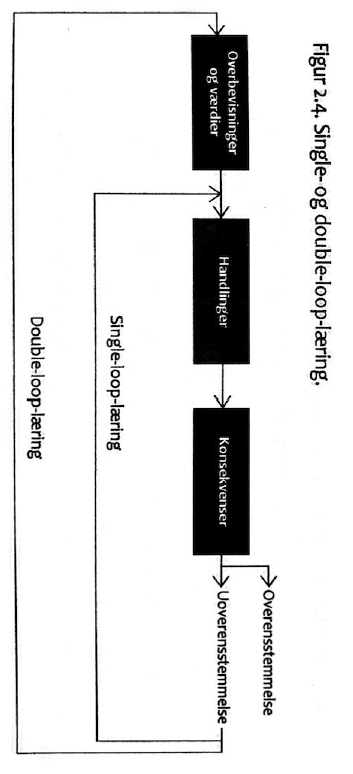 Figur 2.4. Single- og double-loop-læring.
Overbevisninger
og værdier
Handlinger
Konsekvenser
Overensstemmelse
Uoverensstemmelse
Single-loop-læring
Double-loop-læring